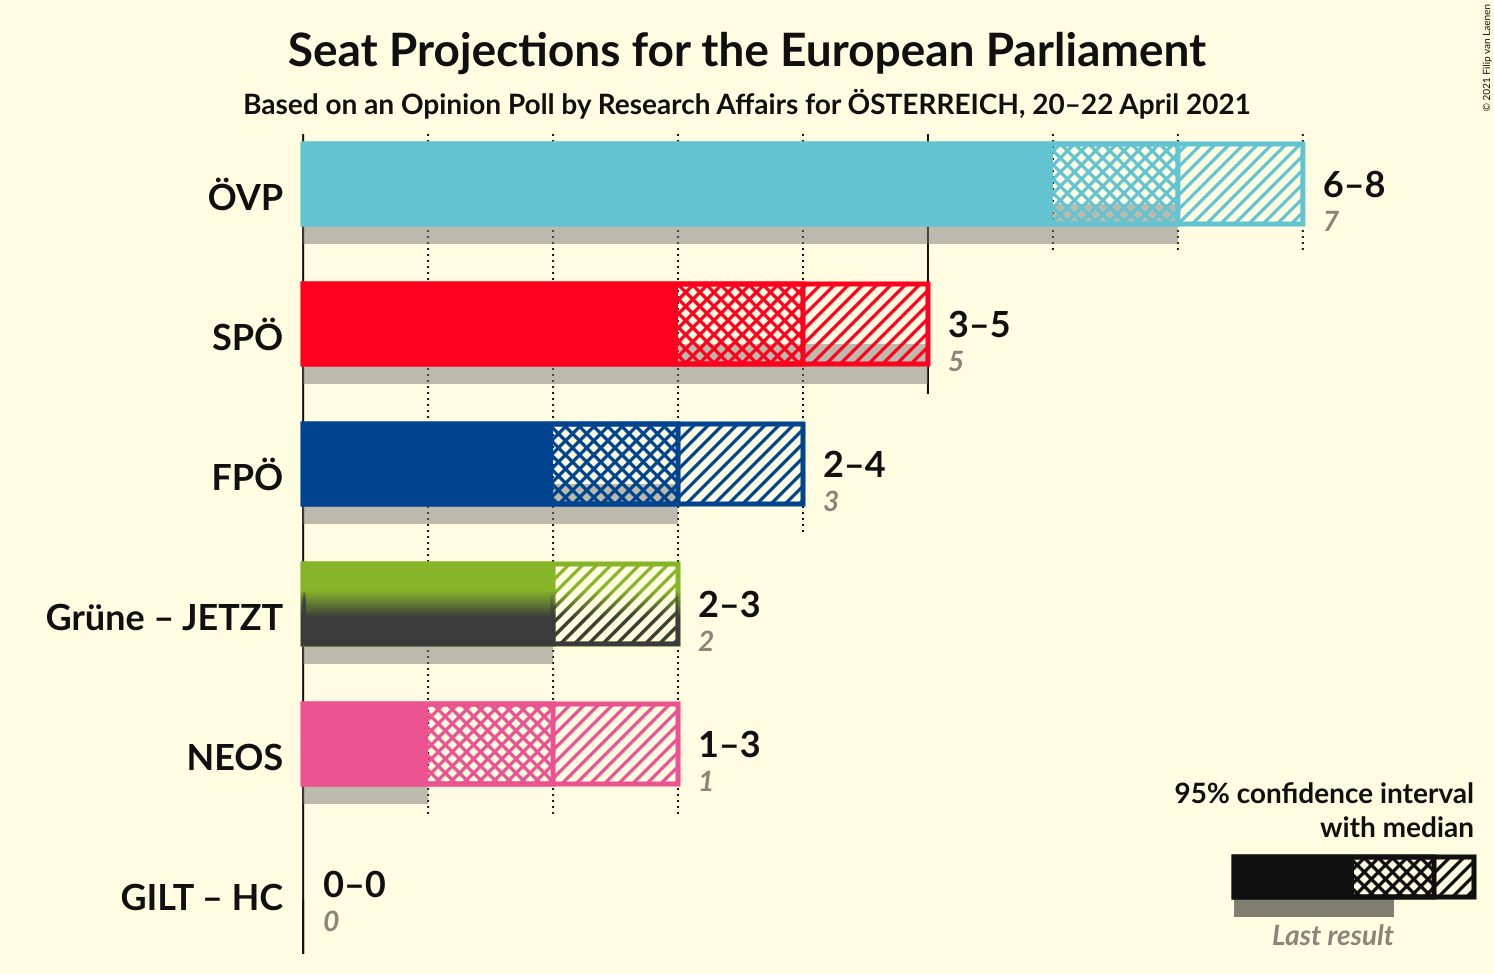 Seat Projections for the European Parliament
Based on an Opinion Poll by Research Affairs for ÖSTERREICH, 20–22 April 2021
© 2021 Filip van Laenen
ÖVP
6–8
7
SPÖ
3–5
5
FPÖ
2–4
3
Grüne – JETZT
2–3
2
NEOS
1–3
1
GILT – HC
0–0
0
95% confidence interval
with median
Last result